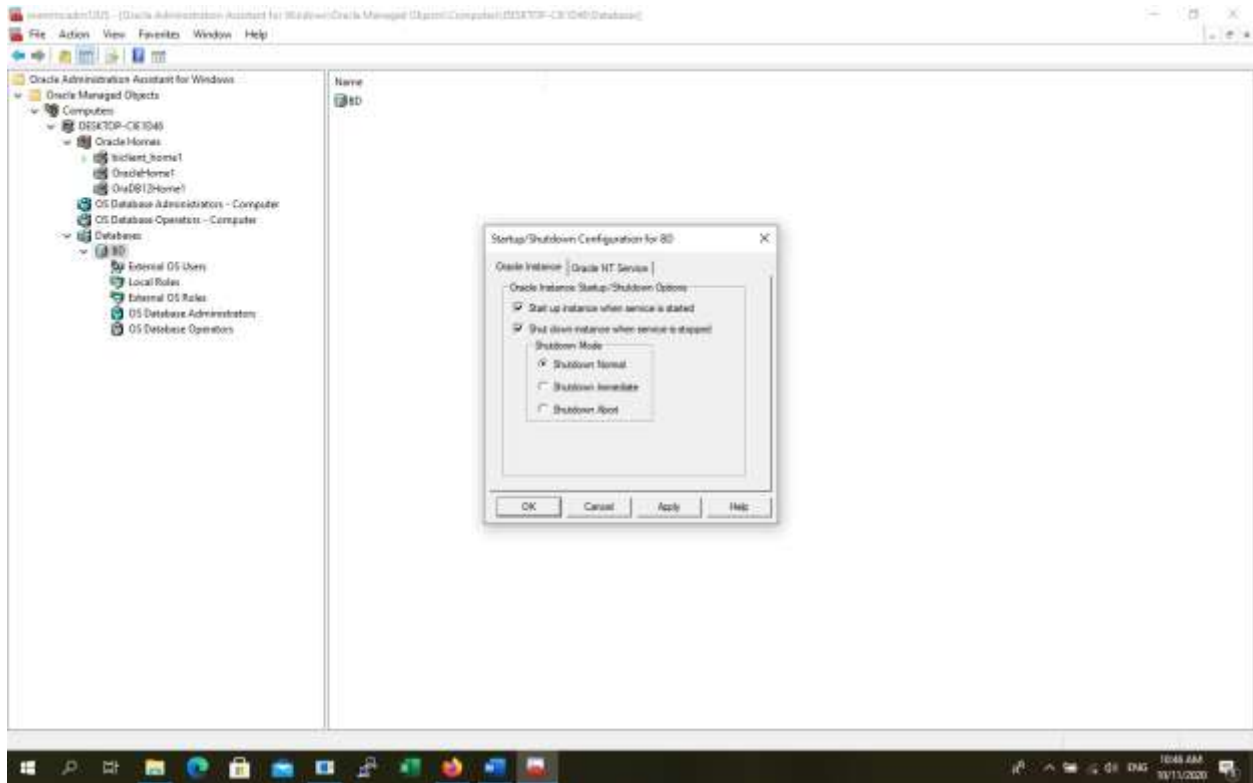 File Action View Favorites Window Help
Oracle Administration Assistant for Windows
Oracle Managed Objects
Computers
Oracle Homes
OracleHome1
OraDB12Home1
OS Database Administrators - Computer
OS Database Operators - Computer
Databases
BD
External OS Users
Local Roles
External OS Roles
OS Database Administrators
OS Database Operators
Name
BD
Startup/Shutdown Configuration for BD
Oracle Instance Oracle NT Service
Oracle Instance Startup/Shutdown Options
Start up instance when service is started
Shut down instance when service is stopped
Shutdown Mode
Shutdown Normal
Shutdown Immediate
Shutdown Abort
OK Cancel Apply Help
ENG
10:46 AM